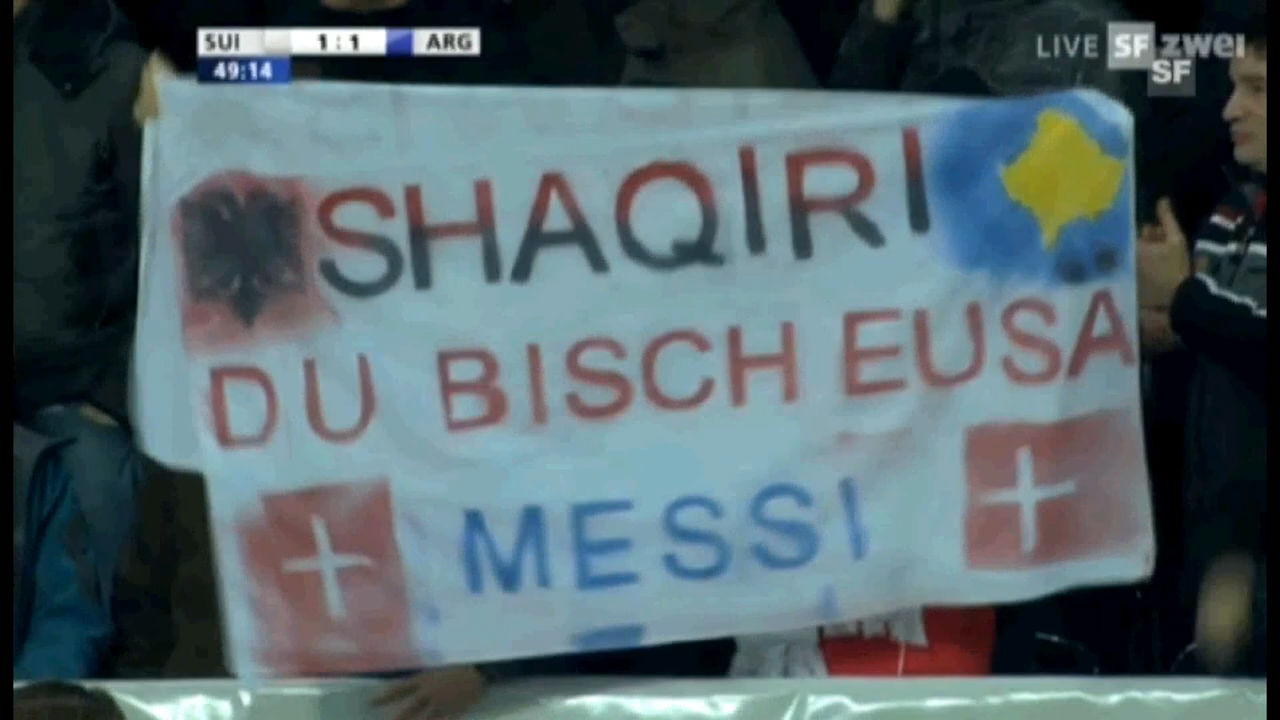 SUI 1:1 ARG
49:14
LIVE SF zwei
SF
SHAQIRI
DU BISCH EUSA
MESSI